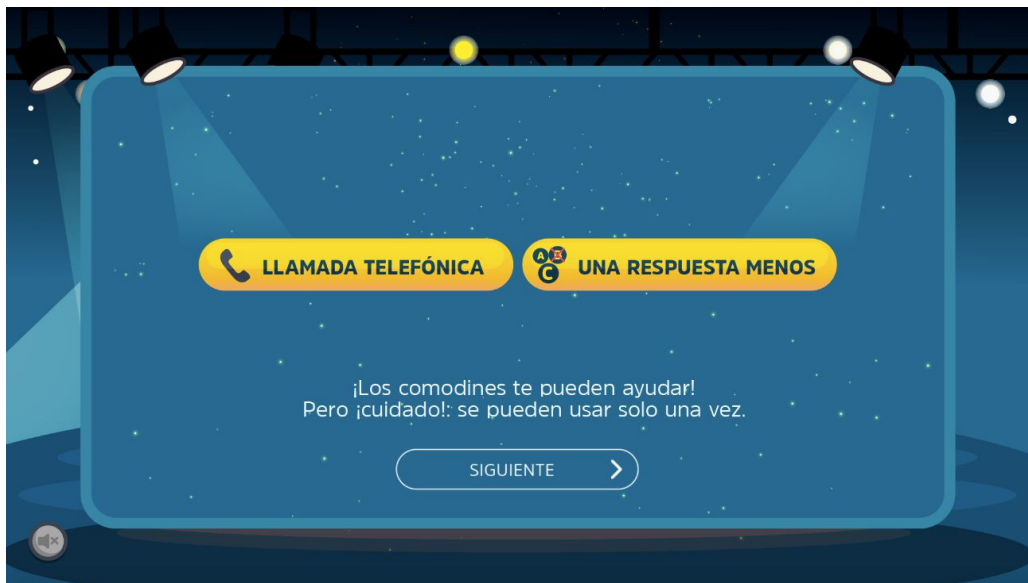 LLAMADA TELEFÓNICA
A
C
UNA RESPUESTA MENOS
¡Los comodines te pueden ayudar!
Pero ¡cuidado!: se pueden usar solo una vez.
SIGUIENTE